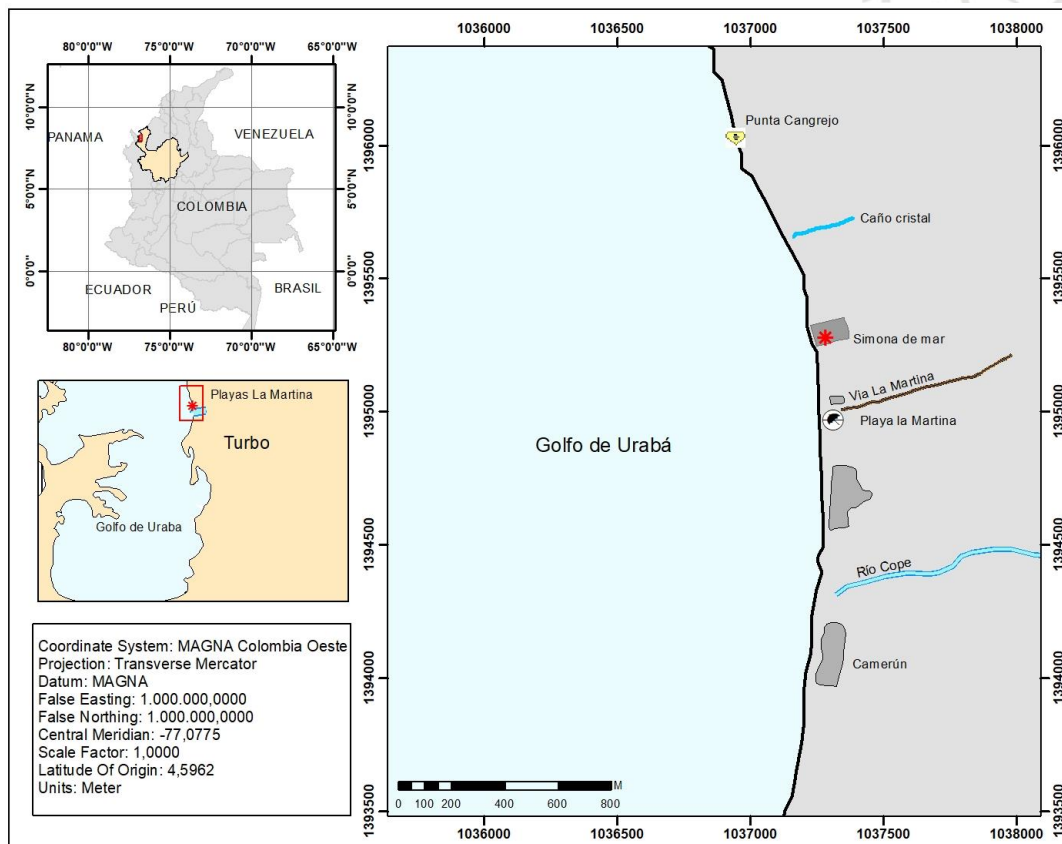 80°0'0"W 75°0'0"W 70°0'0"W 65°0'0"W
10°0'0"N 10°0'0"N
PANAMA
VENEZUELA
5°0'0"N 5°0'0"N
COLOMBIA
0°0'0" 0°0'0"
ECUADOR
BRASIL
PERÚ
80°0'0"W 75°0'0"W 70°0'0"W 65°0'0"W
Playas La Martina
Turbo
Golfo de Uraba
Coordinate System: MAGNA Colombia Oeste
Projection: Transverse Mercator
Datum: MAGNA
False Easting: 1.000.000,0000
False Northing: 1.000.000,0000
Central Meridian: -77,0775
Scale Factor: 1,0000
Latitude Of Origin: 4,5962
Units: Meter
1036000 1036500 1037000 1037500 1038000
1396000 1396000
1395500 1395500
1395000 1395000
1394500 1394500
1394000 1394000
1393500 1393500
Punta Cangrejo
Caño cristal
Simona de mar
Via La Martina
Playa la Martina
Golfo de Urabá
Río Cope
Camerún
M
0 100 200 400 600 800
1036000 1036500 1037000 1037500 1038000